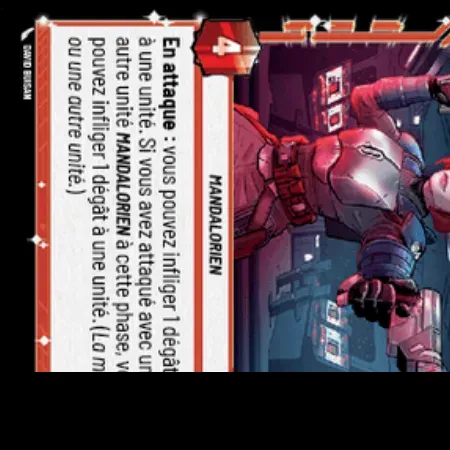 4
MANDALORIEN
En attaque : vous pouvez infliger 1 dégât
à une unité. Si vous avez attaqué avec un
autre unité MANDALORIEN à cette phase, v
pouvez infliger 1 dégât à une unité. (La m
ou une autre unité.)
DAVID BUISAN